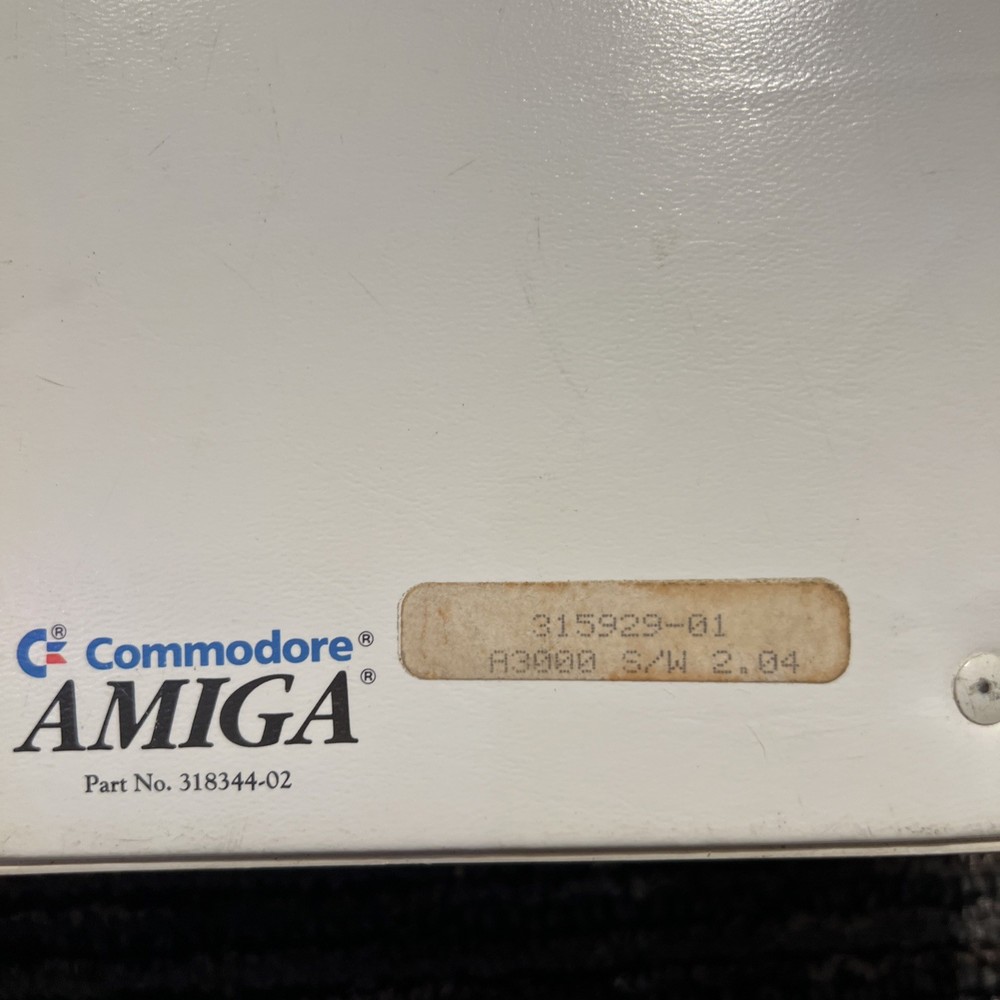 315929-01
A3000 S/W 2.04
Commodore®
AMIGA®
Part No. 318344-02